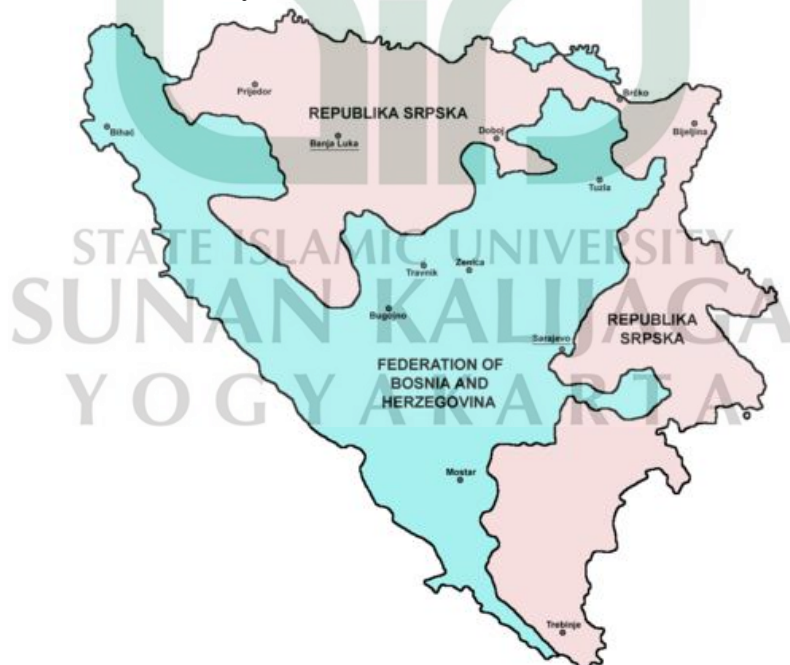 Prijedor
Brčko
REPUBLIKA SRPSKA
Bihać
Banja Luka
Doboj
Bijeljina
Tuzla
STATE ISLAMIC UNIVERSITY
Travnik
Zenica
SUNAN KALIJAGA
Bugojno
REPUBLIKA
SRPSKA
Sarajevo
FEDERATION OF
BOSNIA AND
HERZEGOVINA
YOGYAKARTA
Mostar
Trebinje